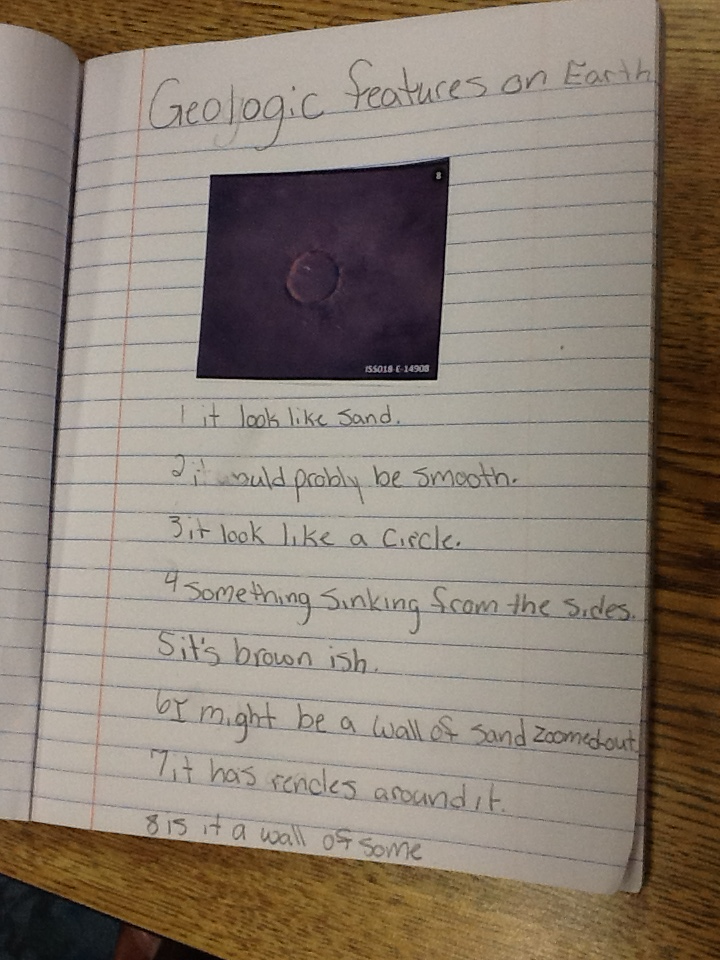 Geologic features on Earth
8
ISS018-E-14908
1 it look like sand.
2 it would probly be smooth.
3 it look like a circle.
4 something sinking from the sides.
5 it's brown ish.
6 I might be a wall of sand zoomed out
7 it has rencles around it.
8 is it a wall of some